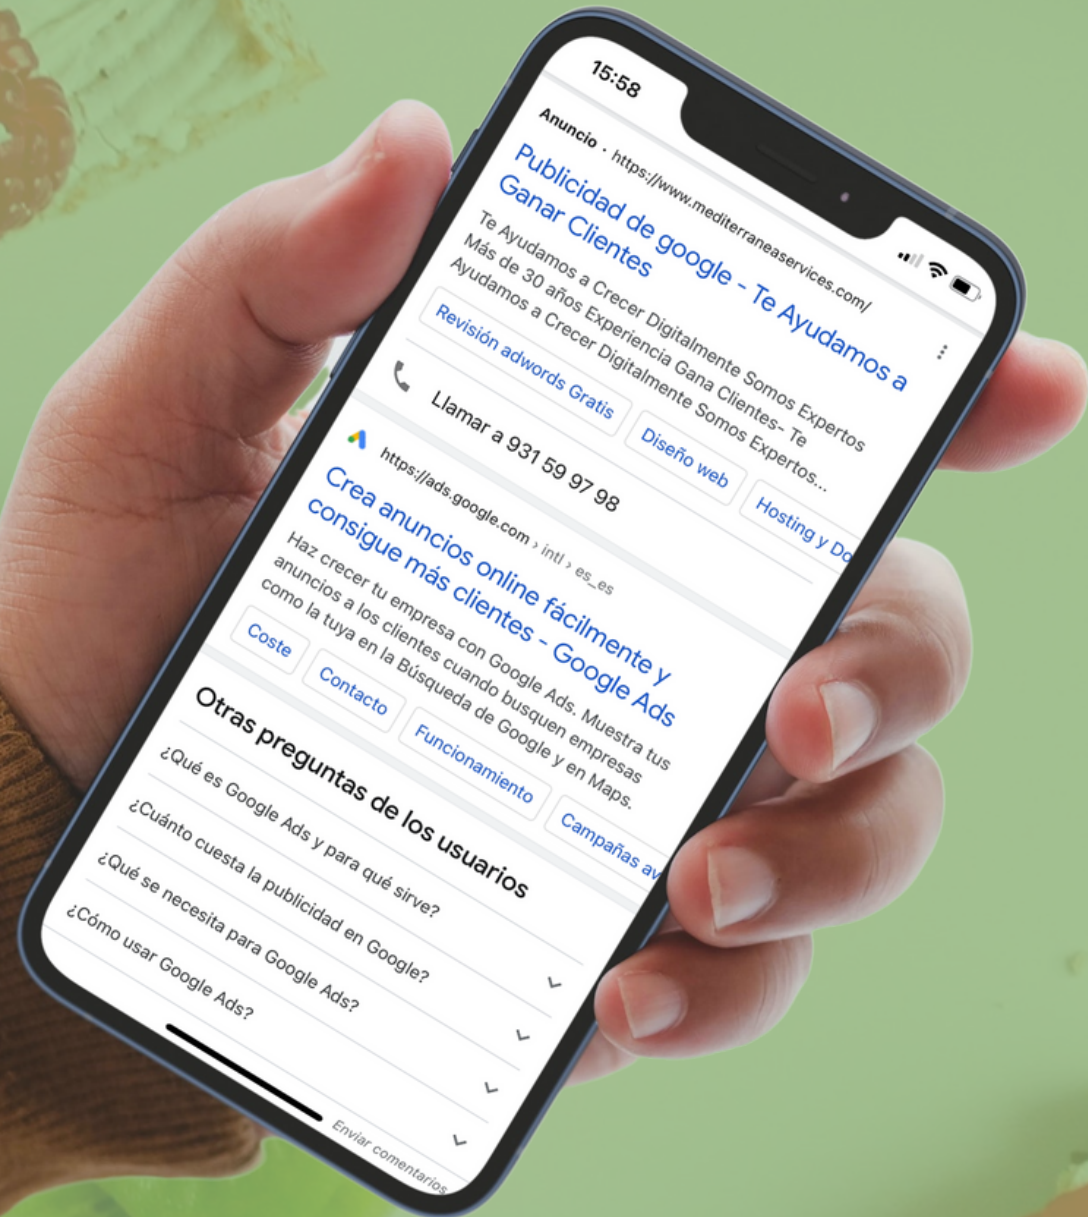 15:58
Anuncio · https://www.mediterraneaservices.com/
Publicidad de google - Te Ayudamos a
Ganar Clientes
Te Ayudamos a Crecer Digitalmente Somos Expertos
Más de 30 años Experiencia Gana Clientes- Te
Ayudamos a Crecer Digitalmente Somos Expertos...
Revisión adwords Gratis
Diseño web
Hosting y Do
Llamar a 931 59 97 98
https://ads.google.com › intl › es_es
Crea anuncios online fácilmente y
consigue más clientes - Google Ads
Haz crecer tu empresa con Google Ads. Muestra tus
anuncios a los clientes cuando busquen empresas
como la tuya en la Búsqueda de Google y en Maps.
Coste
Contacto
Funcionamiento
Campañas av
Otras preguntas de los usuarios
¿Qué es Google Ads y para qué sirve?
¿Cuánto cuesta la publicidad en Google?
¿Qué se necesita para Google Ads?
¿Cómo usar Google Ads?
Enviar comentarios